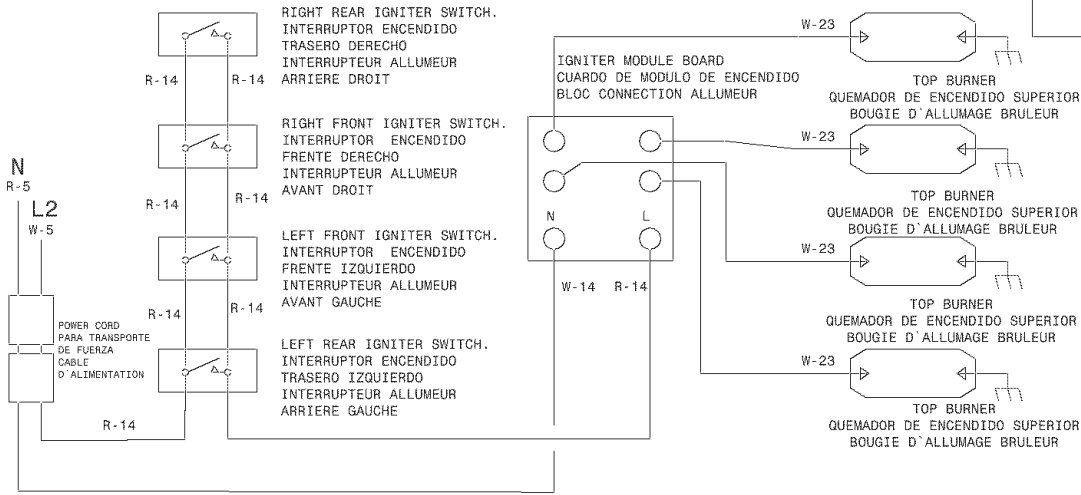 RIGHT REAR IGNITER SWITCH.
INTERRUPTOR ENCENDIDO
TRASERO DERECHO
INTERRUPTEUR ALLUMEUR
ARRIERE DROIT
R-14
R-14
RIGHT FRONT IGNITER SWITCH.
INTERRUPTOR ENCENDIDO
FRENTE DERECHO
INTERRUPTEUR ALLUMEUR
AVANT DROIT
R-14
R-14
N
R-5
L2
W-5
LEFT FRONT IGNITER SWITCH.
INTERRUPTOR ENCENDIDO
FRENTE IZQUIERDO
INTERRUPTEUR ALLUMEUR
AVANT GAUCHE
R-14
R-14
POWER CORD
PARA TRANSPORTE
DE FUERZA
CABLE
D`ALIMENTATION
LEFT REAR IGNITER SWITCH.
INTERRUPTOR ENCENDIDO
TRASERO IZQUIERDO
INTERRUPTEUR ALLUMEUR
ARRIERE GAUCHE
R-14
IGNITER MODULE BOARD
CUARDO DE MODULO DE ENCENDIDO
BLOC CONNECTION ALLUMEUR
N
L
W-14
R-14
W-23
TOP BURNER
QUEMADOR DE ENCENDIDO SUPERIOR
BOUGIE D`ALLUMAGE BRULEUR
W-23
TOP BURNER
QUEMADOR DE ENCENDIDO SUPERIOR
BOUGIE D`ALLUMAGE BRULEUR
W-23
TOP BURNER
QUEMADOR DE ENCENDIDO SUPERIOR
BOUGIE D`ALLUMAGE BRULEUR
W-23
TOP BURNER
QUEMADOR DE ENCENDIDO SUPERIOR
BOUGIE D`ALLUMAGE BRULEUR